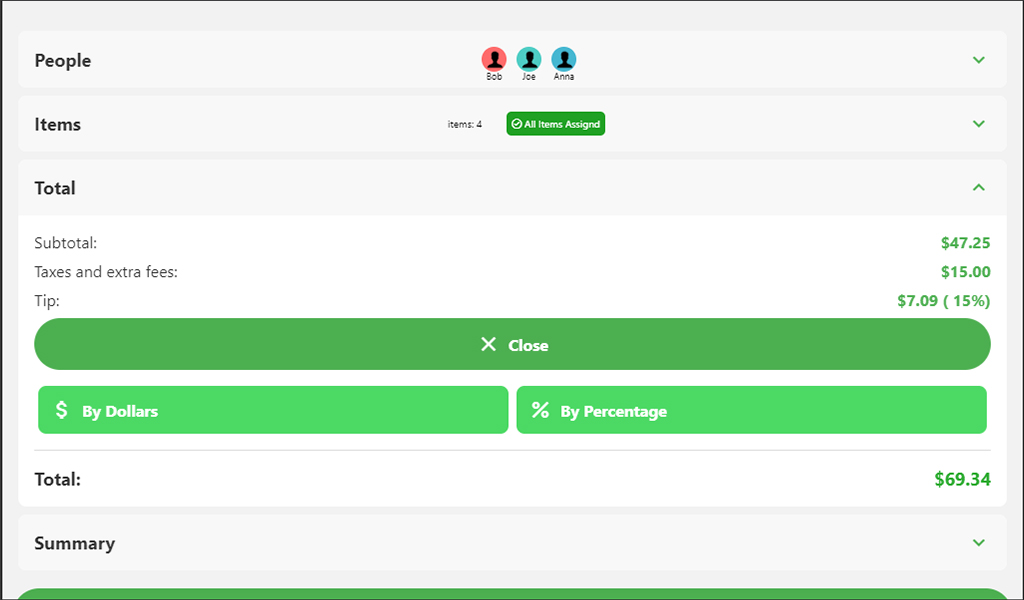 People
Bob Joe Anna
Items items: 4 All Items Assignd
Total
Subtotal: $47.25
Taxes and extra fees: $15.00
Tip: $7.09 ( 15%)
Close
$ By Dollars % By Percentage
Total: $69.34
Summary